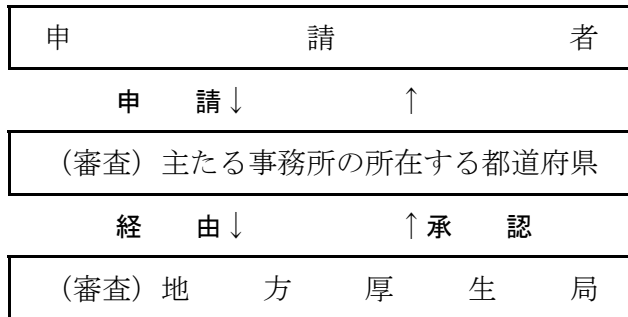 申請者
申請↓ ↑
(審査) 主たる事務所の所在する都道府県
経由↓ ↑承認
(審査) 地方厚生局